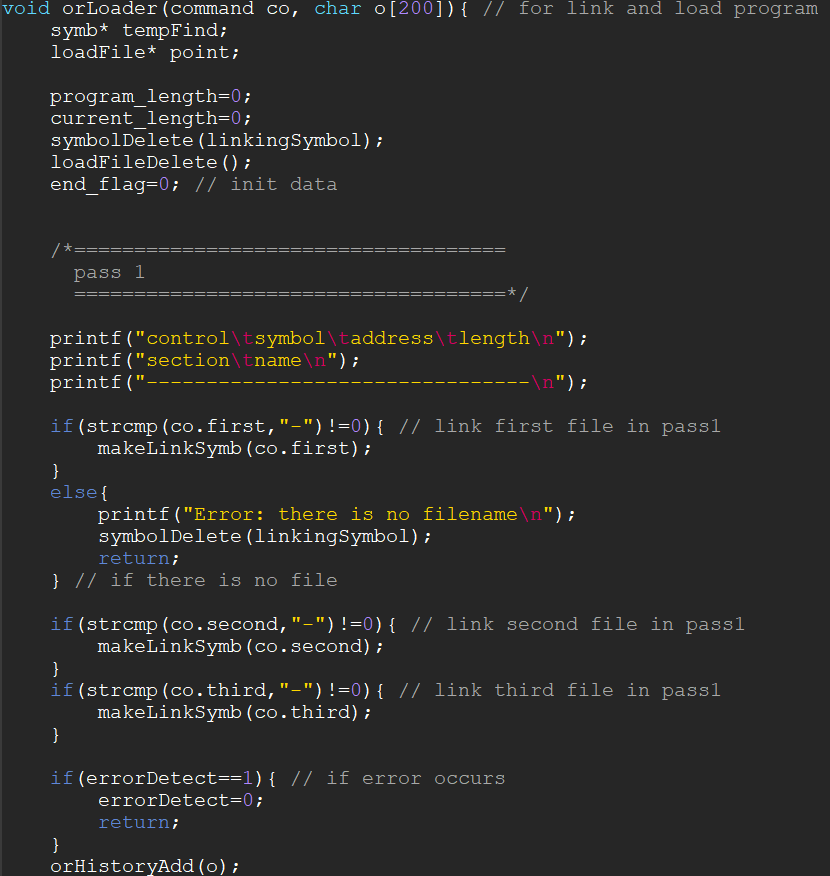 void orLoader(command co, char o[200]){ // for link and load program
symb* tempFind;
loadFile* point;
program_length=0;
current_length=0;
symbolDelete(linkingSymbol);
loadFileDelete();
end_flag=0; // init data
/*====================================
pass 1
====================================*/
printf("control\tsymbol\taddress\tlength\n");
printf("section\tname\n");
printf("--------------------------------\n");
if(strcmp(co.first,"-")!=0){ // link first file in pass1
makeLinkSymb(co.first);
}
else{
printf("Error: there is no filename\n");
symbolDelete(linkingSymbol);
return;
} // if there is no file
if(strcmp(co.second,"-")!=0){ // link second file in pass1
makeLinkSymb(co.second);
}
if(strcmp(co.third,"-")!=0){ // link third file in pass1
makeLinkSymb(co.third);
}
if(errorDetect==1){ // if error occurs
errorDetect=0;
return;
}
orHistoryAdd(o);